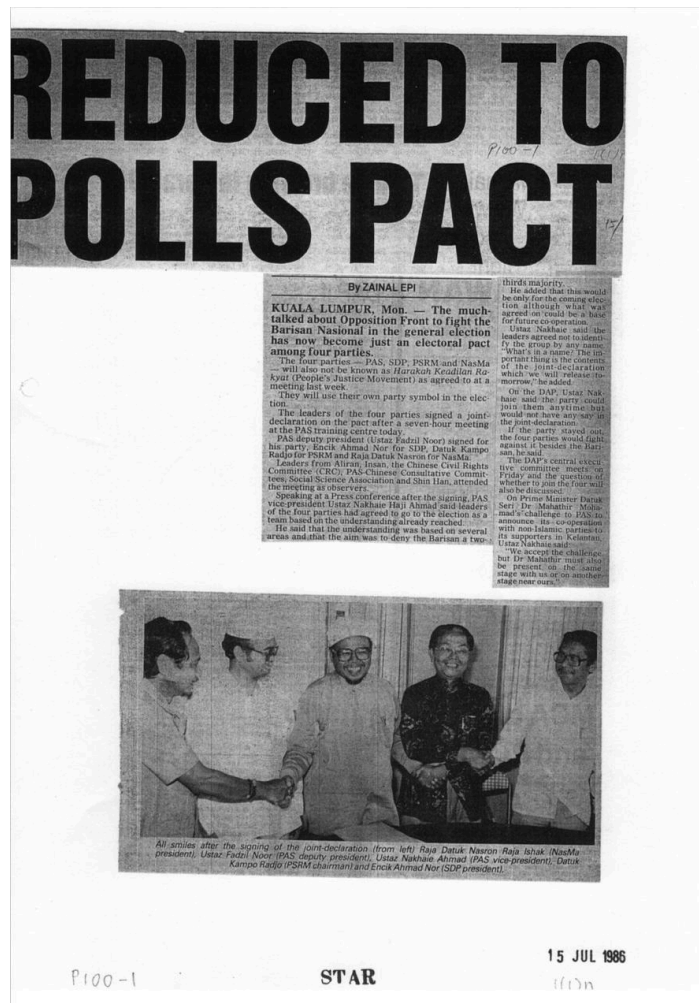 REDUCED TO
POLLS PACT
P100-1
15/
By ZAINAL EPI
KUALA LUMPUR, Mon. — The much-
talked about Opposition Front to fight the
Barisan Nasional in the general election
has now become just an electoral pact
among four parties.
The four parties — PAS, SDP, PSRM and NasMa
— will also not be known as Harakah Keadilan Ra-
kyat (People's Justice Movement) as agreed to at a
meeting last week.
They will use their own party symbol in the elec-
tion.
The leaders of the four parties signed a joint-
declaration on the pact after a seven-hour meeting
at the PAS training centre today.
PAS deputy president (Ustaz Fadzil Noor) signed for
his party, Encik Ahmad Nor for SDP, Datuk Kampo
Radjo for PSRM and Raja Datuk Nasron for NasMa.
Leaders from Aliran, Insan, the Chinese Civil Rights
Committee (CRC), PAS-Chinese Consultative Commit-
tees, Social Science Association and Shin Han, attended
the meeting as observers.
Speaking at a Press conference after the signing, PAS
vice-president Ustaz Nakhaie Haji Ahmad said leaders
of the four parties had agreed to go to the election as a
team based on the understanding already reached.
He said that the understanding was based on several
areas and that the aim was to deny the Barisan a two-
thirds majority.
He added that this would
be only for the coming elec-
tion although what was
agreed on could be a base
for future co-operation.
Ustaz Nakhaie said the
leaders agreed not to identi-
fy the group by any name.
"What's in a name? The im-
portant thing is the contents
of the joint-declaration
which we will release to-
morrow," he added.
On the DAP, Ustaz Nak-
haie said the party could
join them anytime but
would not have any say in
the joint-declaration.
If the party stayed out,
the four parties would fight
against it besides the Bari-
san, he said.
The DAP's central execu-
tive committee meets on
Friday and the question of
whether to join the four will
also be discussed.
On Prime Minister Datuk
Seri Dr Mahathir Moha-
mad's challenge to PAS to
announce its co-operation
with non-Islamic parties to
its supporters in Kelantan,
Ustaz Nakhaie said:
"We accept the challenge
but Dr Mahathir must also
be present on the same
stage with us or on another
stage near ours."
All smiles after the signing of the joint-declaration (from left) Raja Datuk Nasron Raja Ishak (NasMa
president), Ustaz Fadzil Noor (PAS deputy president), Ustaz Nakhaie Ahmad (PAS vice-president), Datuk
Kampo Radjo (PSRM chairman) and Encik Ahmad Nor (SDP president).
15 JUL 1986
P100-1
STAR